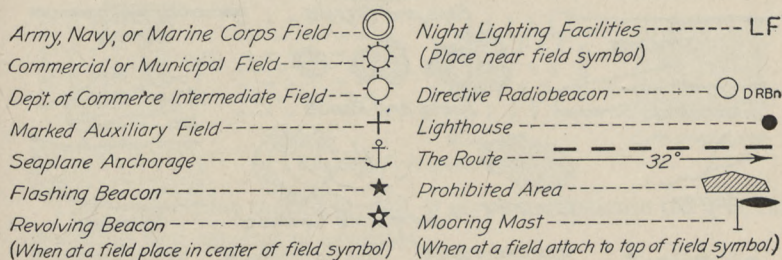 Army, Navy, or Marine Corps Field
Commercial or Municipal Field
Dep't. of Commerce Intermediate Field
Marked Auxiliary Field
Seaplane Anchorage
Flashing Beacon
Revolving Beacon
(When at a field place in center of field symbol)
Night Lighting Facilities LF
(Place near field symbol)
Directive Radiobeacon DRBn
Lighthouse
The Route 32°
Prohibited Area
Mooring Mast
(When at a field attach to top of field symbol)